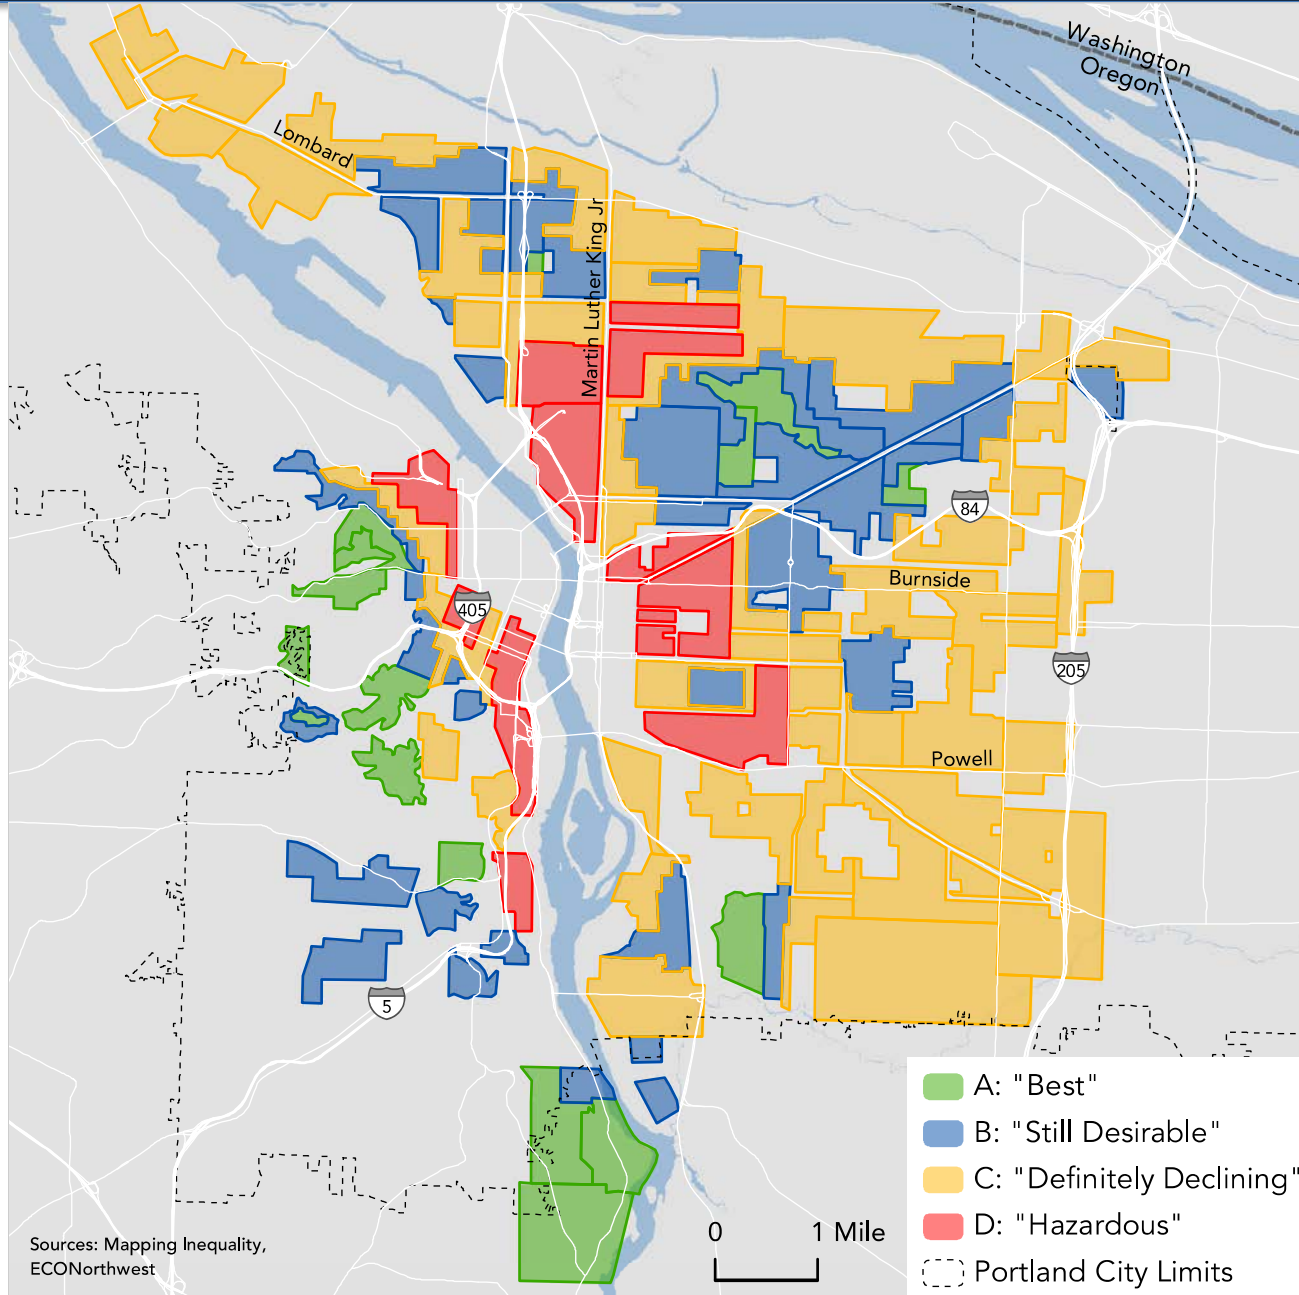 Washington
Oregon
Lombard
Martin Luther King Jr
84
Burnside
405
205
Powell
5
A: "Best"
B: "Still Desirable"
C: "Definitely Declining"
D: "Hazardous"
Portland City Limits
0 1 Mile
Sources: Mapping Inequality,
ECONorthwest